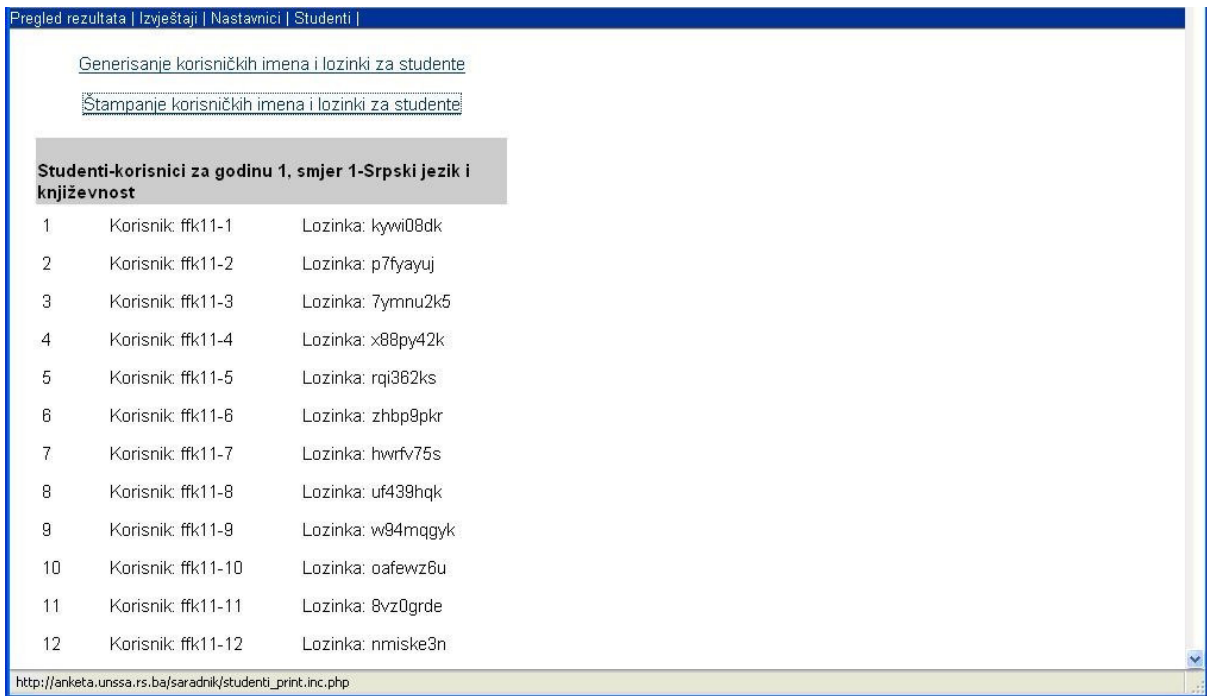 Pregled rezultata | Izvještaji | Nastavnici | Studenti |
Generisanje korisničkih imena i lozinki za studente
Štampanje korisničkih imena i lozinki za studente
Studenti-korisnici za godinu 1, smjer 1-Srpski jezik i
književnost
1 Korisnik: ffk11-1 Lozinka: kywi08dk
2 Korisnik: ffk11-2 Lozinka: p7fyayuj
3 Korisnik: ffk11-3 Lozinka: 7ymnu2k5
4 Korisnik: ffk11-4 Lozinka: x88py42k
5 Korisnik: ffk11-5 Lozinka: rqi362ks
6 Korisnik: ffk11-6 Lozinka: zhbp9pkr
7 Korisnik: ffk11-7 Lozinka: hwrfv75s
8 Korisnik: ffk11-8 Lozinka: uf439hqk
9 Korisnik: ffk11-9 Lozinka: w94mqgyk
10 Korisnik: ffk11-10 Lozinka: oafewz6u
11 Korisnik: ffk11-11 Lozinka: 8vz0grde
12 Korisnik: ffk11-12 Lozinka: nmiske3n
http://anketa.unssa.rs.ba/saradnik/studenti_print.inc.php